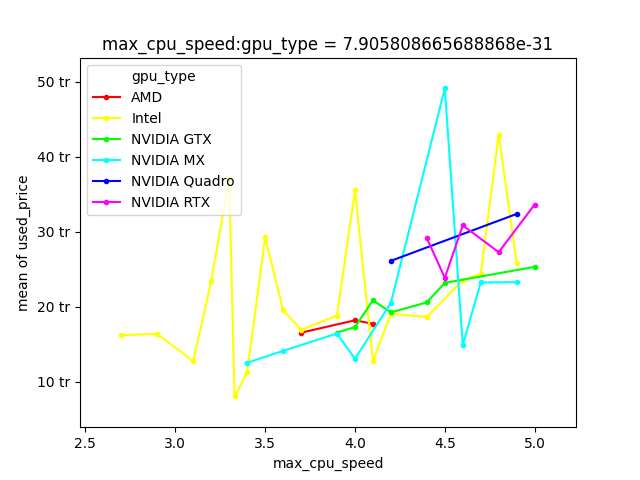 max_cpu_speed:gpu_type = 7.905808665688868e-31
gpu_type
AMD
Intel
NVIDIA GTX
NVIDIA MX
NVIDIA Quadro
NVIDIA RTX
50 tr
40 tr
30 tr
20 tr
10 tr
mean of used_price
2.5 3.0 3.5 4.0 4.5 5.0
max_cpu_speed